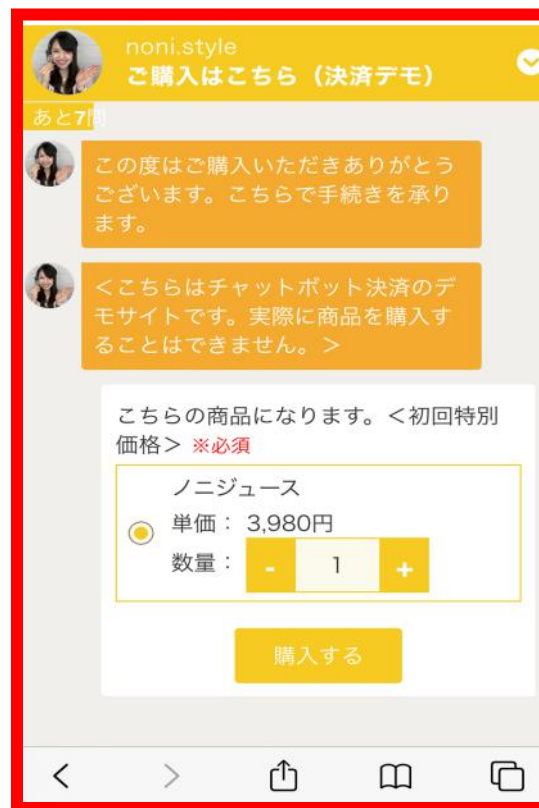 noni.style
ご購入はこちら（決済デモ）
あと7問
この度はご購入いただきありがとう
ございます。こちらで手続きを承り
ます。
＜こちらはチャットボット決済のデ
モサイトです。実際に商品を購入す
ることはできません。＞
こちらの商品になります。＜初回特別
価格＞ ※必須
ノニジュース
単価： 3,980円
数量： - 1 +
購入する